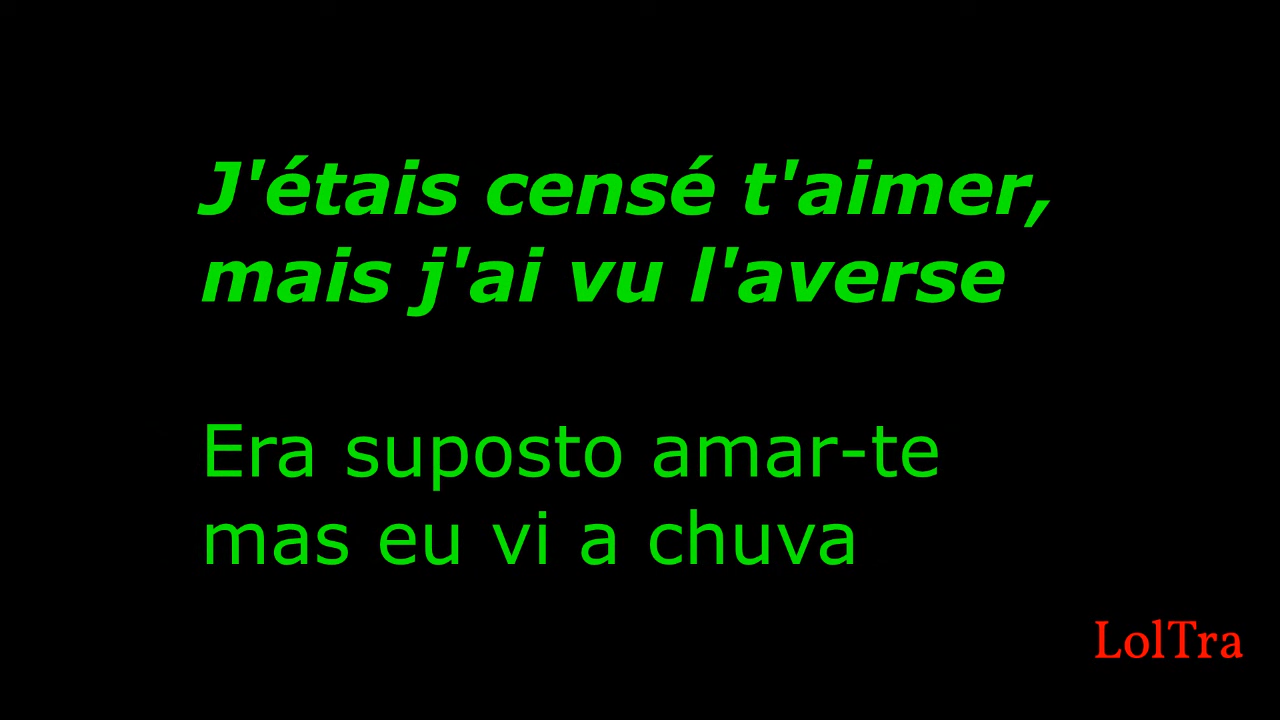 J'étais censé t'aimer,
mais j'ai vu l'averse
Era suposto amar-te
mas eu vi a chuva
LolTra